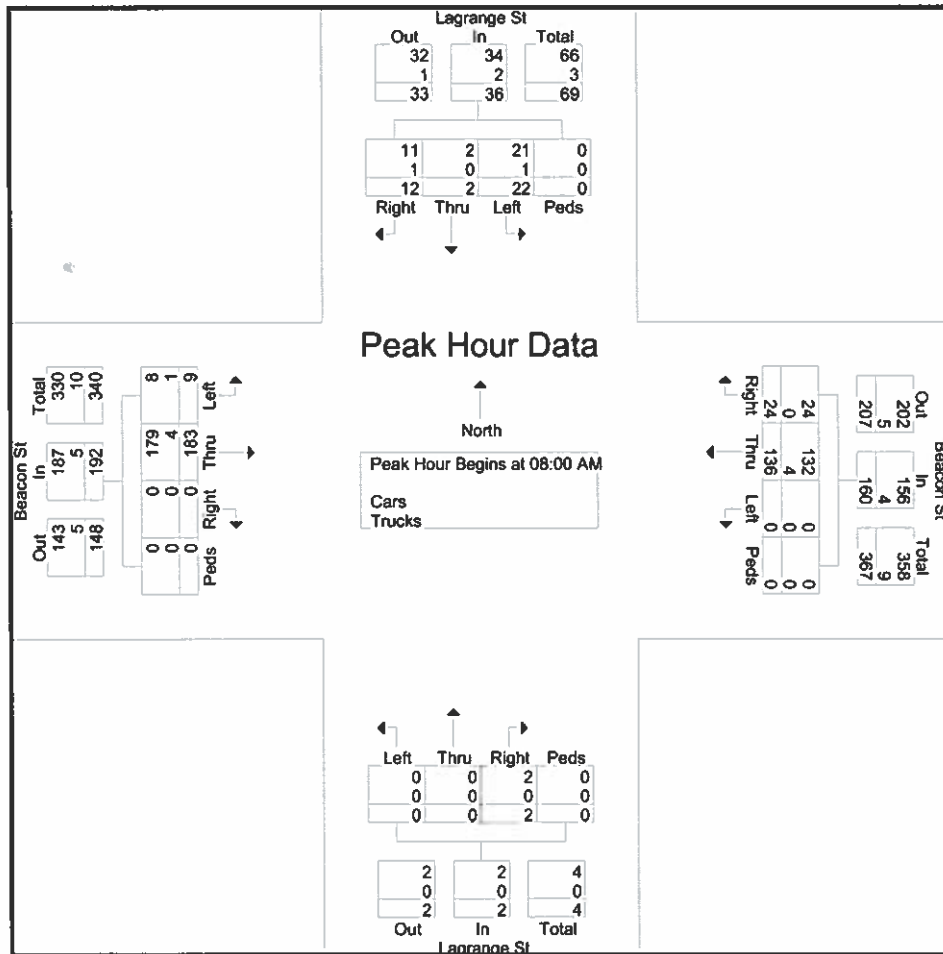 Lagrange St
Out In Total
32 34 66
1 2 3
33 36 69
11 2 21 0
1 0 1 0
12 2 22 0
Right Thru Left Peds
Peak Hour Data
North
Peak Hour Begins at 08:00 AM
Cars
Trucks
Beacon St
Total In Out
330 187 143
10 5 5
340 192 148
8 179 0 0
1 4 0 0
9 183 0 0
Left Thru Right Peds
Beacon St
Out In Total
202 156 358
5 4 9
207 160 367
24 132 0 0
0 4 0 0
24 136 0 0
Right Thru Left Peds
Left Thru Right Peds
0 0 2 0
0 0 0 0
0 0 2 0
2 2 4
0 0 0
2 2 4
Out In Total
Lagrange St